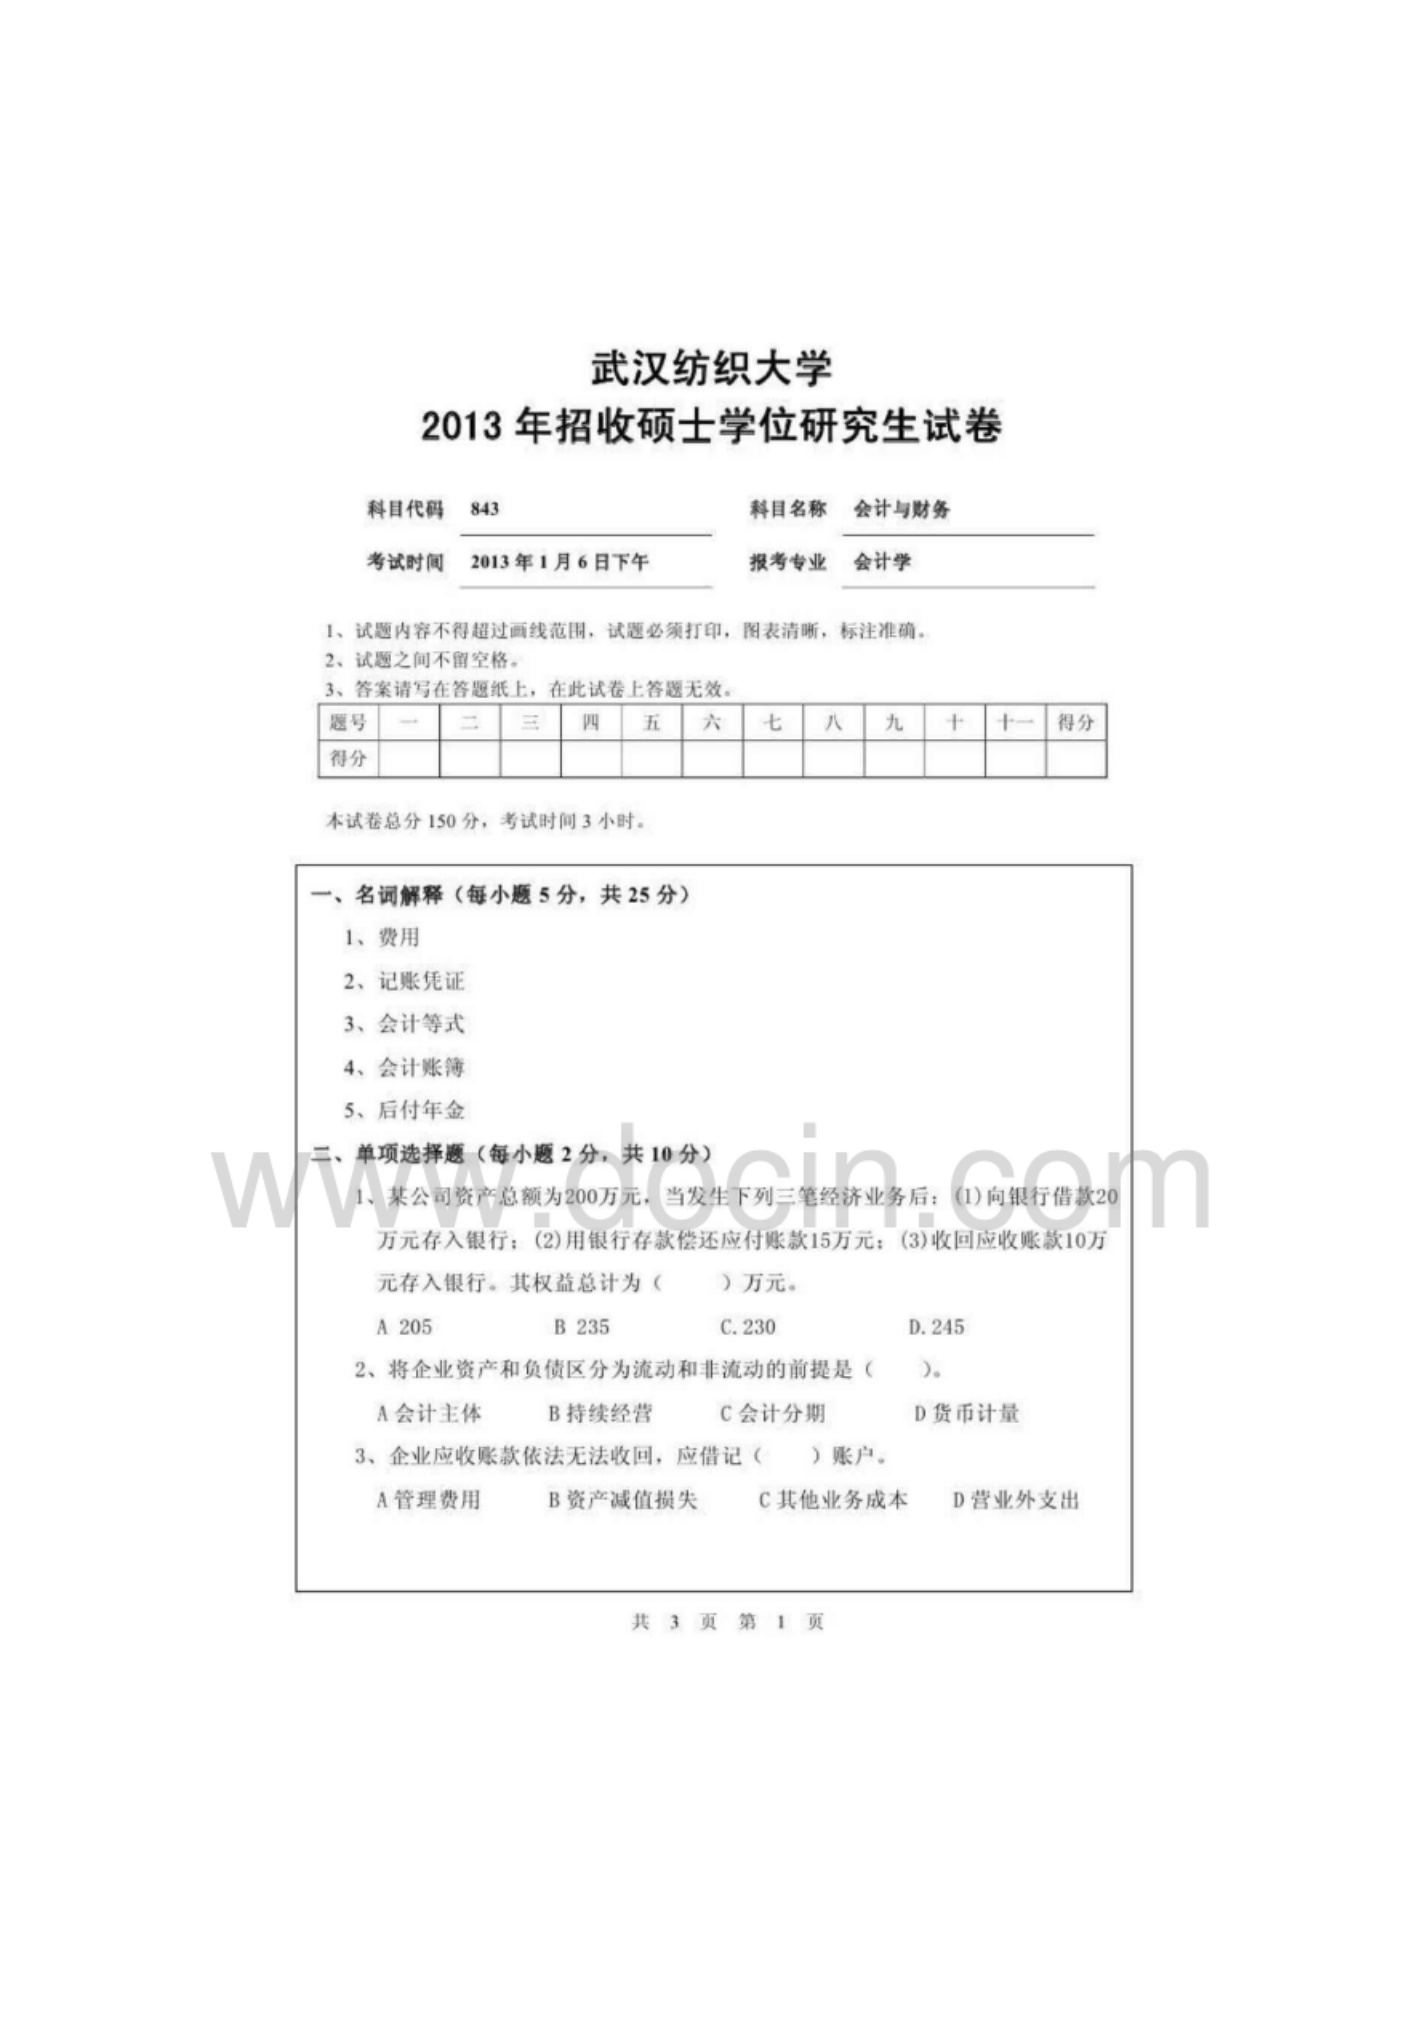 武汉纺织大学
2013 年招收硕士学位研究生试卷
科目代码 843 科目名称 会计与财务
考试时间 2013 年 1 月 6 日下午 报考专业 会计学
1、试题内容不得超过画线范围，试题必须打印，图表清晰，标注准确。
2、试题之间不留空格。
3、答案请写在答题纸上，在此试卷上答题无效。
题号 一 二 三 四 五 六 七 八 九 十 十一 得分
得分
本试卷总分 150 分，考试时间 3 小时。
一、名词解释（每小题 5 分，共 25 分）
1、费用
2、记账凭证
3、会计等式
4、会计账簿
5、后付年金
二、单项选择题（每小题 2 分，共 10 分）
1、某公司资产总额为200万元，当发生下列三笔经济业务后：(1)向银行借款20
万元存入银行；(2)用银行存款偿还应付账款15万元；(3)收回应收账款10万
元存入银行。其权益总计为（ ）万元。
A 205 B 235 C.230 D.245
2、将企业资产和负债区分为流动和非流动的前提是（ ）。
A 会计主体 B 持续经营 C 会计分期 D 货币计量
3、企业应收账款依法无法收回，应借记（ ）账户。
A 管理费用 B 资产减值损失 C 其他业务成本 D 营业外支出
共 3 页 第 1 页
www.docin.com